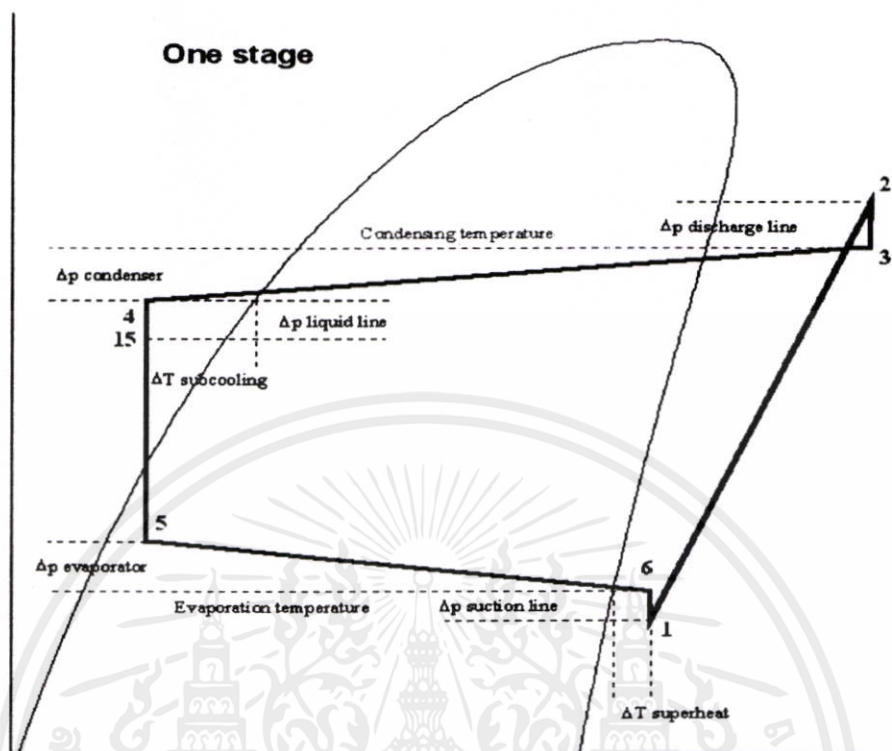 One stage
2
Condensing temperature
Δp discharge line
3
Δp condenser
4
Δp liquid line
15
ΔT subcooling
5
Δp evaporator
6
Evaporation temperature
Δp suction line
1
ΔT superheat